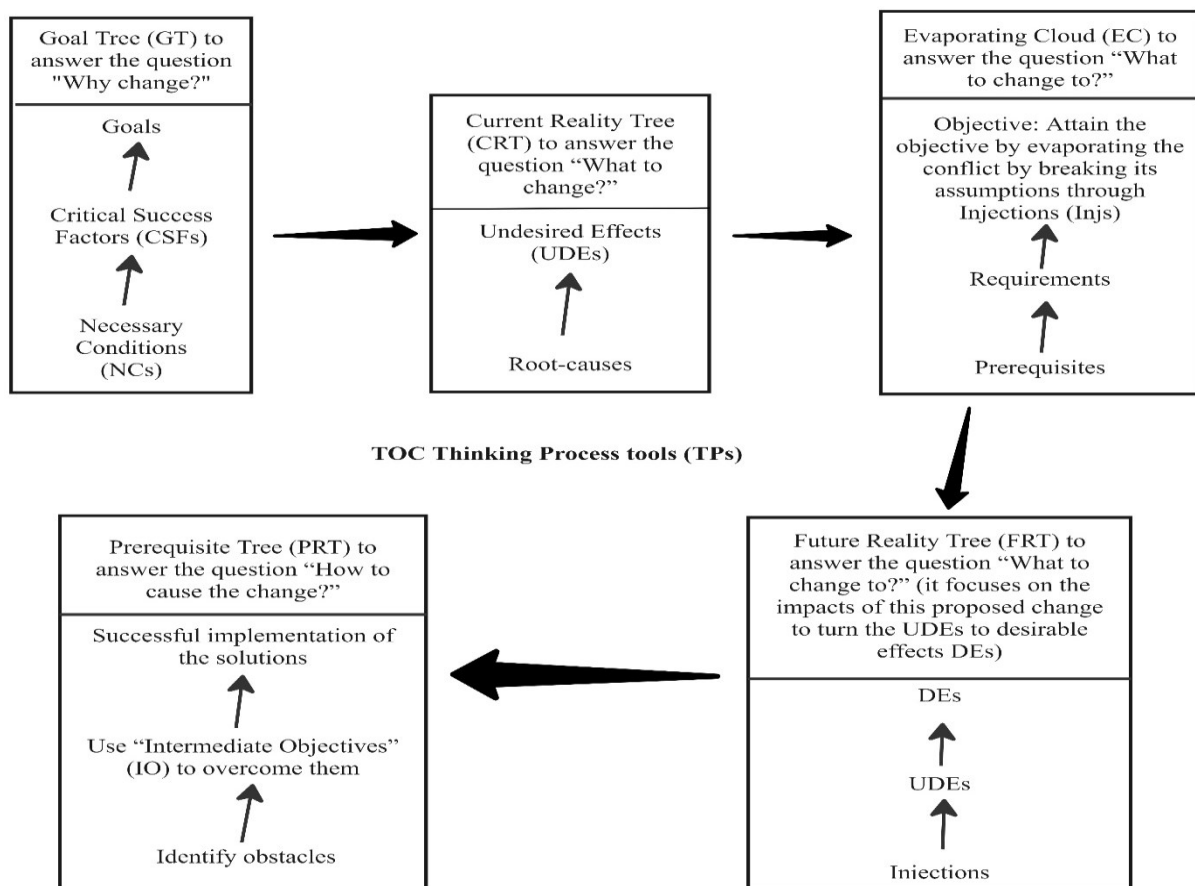 Goal Tree (GT) to
answer the question
"Why change?"
Goals
Critical Success
Factors (CSFs)
Necessary
Conditions
(NCs)
Current Reality Tree
(CRT) to answer the
question “What to
change?”
Undesired Effects
(UDEs)
Root-causes
Evaporating Cloud (EC) to
answer the question “What
to change to?”
Objective: Attain the
objective by evaporating the
conflict by breaking its
assumptions through
Injections (Injs)
Requirements
Prerequisites
TOC Thinking Process tools (TPs)
Future Reality Tree (FRT) to
answer the question “What to
change to?” (it focuses on the
impacts of this proposed change
to turn the UDEs to desirable
effects DEs)
DEs
UDEs
Injections
Prerequisite Tree (PRT) to
answer the question “How to
cause the change?”
Successful implementation of
the solutions
Use “Intermediate Objectives”
(IO) to overcome them
Identify obstacles